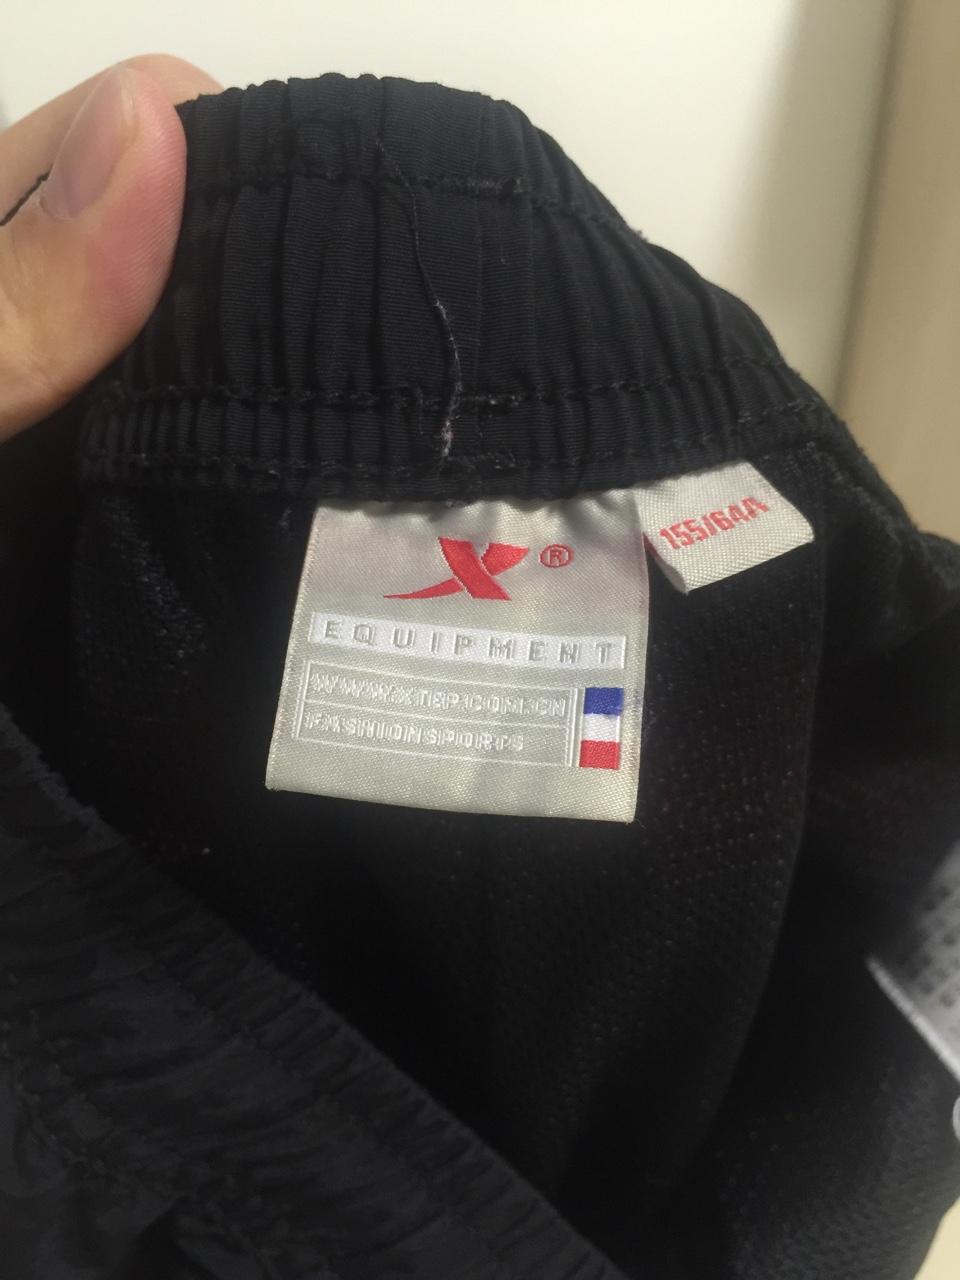 155/64A
X®
EQUIPMENT
WWW.XTEP.COM.CN
FASHIONSPORTS